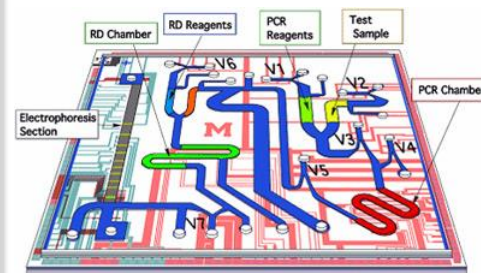 RD Reagents
PCR
Reagents
Test
Sample
RD Chamber
V6
V1
V2
PCR Chamber
Electrophoresis
Section
M
V3
V4
V5
V7